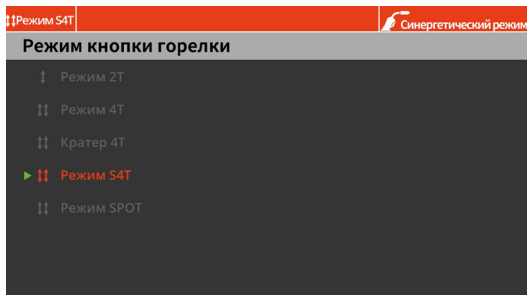 Режим S4T
Синергетический режим
Режим кнопки горелки
Режим 2T
Режим 4T
Кратер 4T
Режим S4T
Режим SPOT